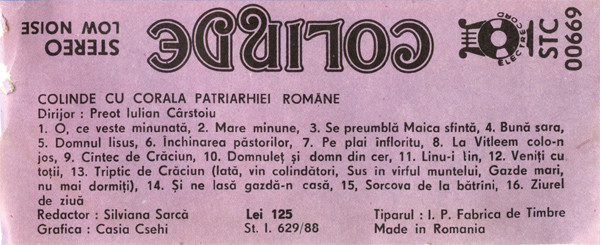 STEREO
LOW NOISE
COLINDE
ELECTRECORD
STC
00669
COLINDE CU CORALA PATRIARHIEI ROMÂNE
Dirijor : Preot Iulian Cârstoiu
1. O, ce veste minunată, 2. Mare minune, 3. Se preumblă Maica sfîntă, 4. Bună sara,
5. Domnul Iisus, 6. Închinarea păstorilor, 7. Pe plai înfloritu, 8. La Vitleem colo-n
jos, 9. Cîntec de Crăciun, 10. Domnuleț și domn din cer, 11. Linu-i lin, 12. Veniți cu
toții, 13. Triptic de Crăciun (Iată, vin colindători, Sus în vîrful muntelui, Gazde mari,
nu mai dormiți), 14. Și ne lasă gazdă-n casă, 15, Sorcova de la bătrîni, 16. Ziurel
de ziuă
Redactor : Silviana Sarcă Lei 125 Tiparul : I. P. Fabrica de Timbre
Grafica : Casia Csehi St. I. 629/88 Made in Romania